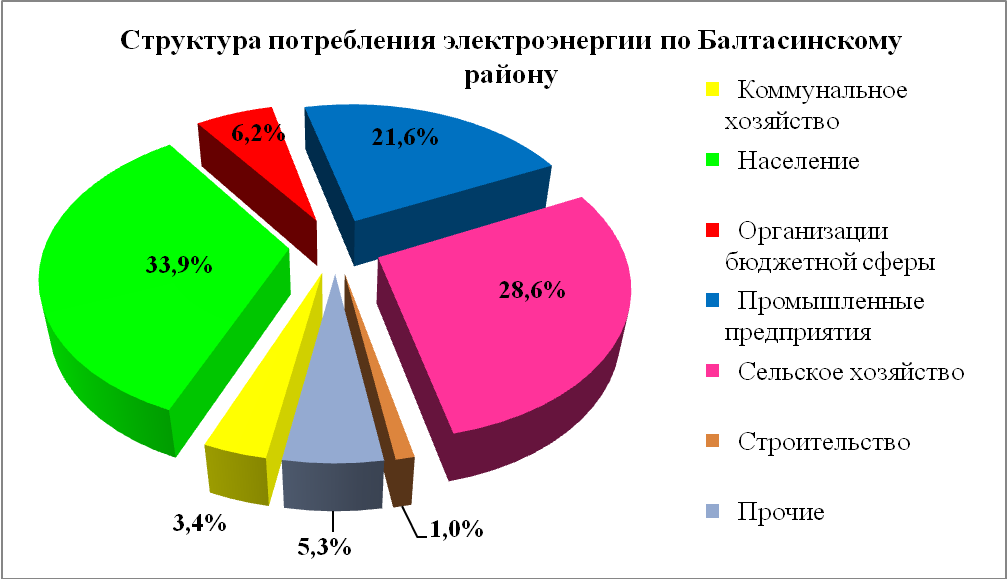 Структура потребления электроэнергии по Балтасинскому
району
6,2%
21,6%
33,9%
28,6%
3,4%
5,3%
1,0%
Коммунальное
хозяйство
Население
Организации
бюджетной сферы
Промышленные
предприятия
Сельское хозяйство
Строительство
Прочие